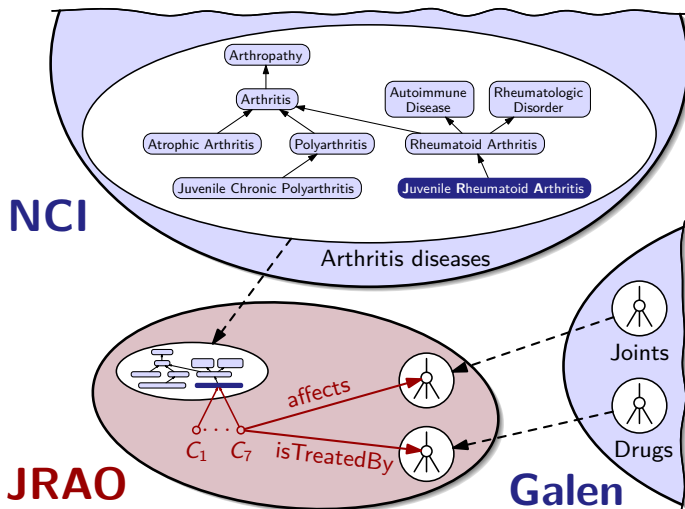 Arthropathy
Autoimmune
Disease
Rheumatologic
Disorder
Arthritis
Atrophic Arthritis
Polyarthritis
Rheumatoid Arthritis
Juvenile Chronic Polyarthritis
Juvenile Rheumatoid Arthritis
NCI
Arthritis diseases
Joints
affects
C1 · · · C7
isTreatedBy
Drugs
JRAO
Galen